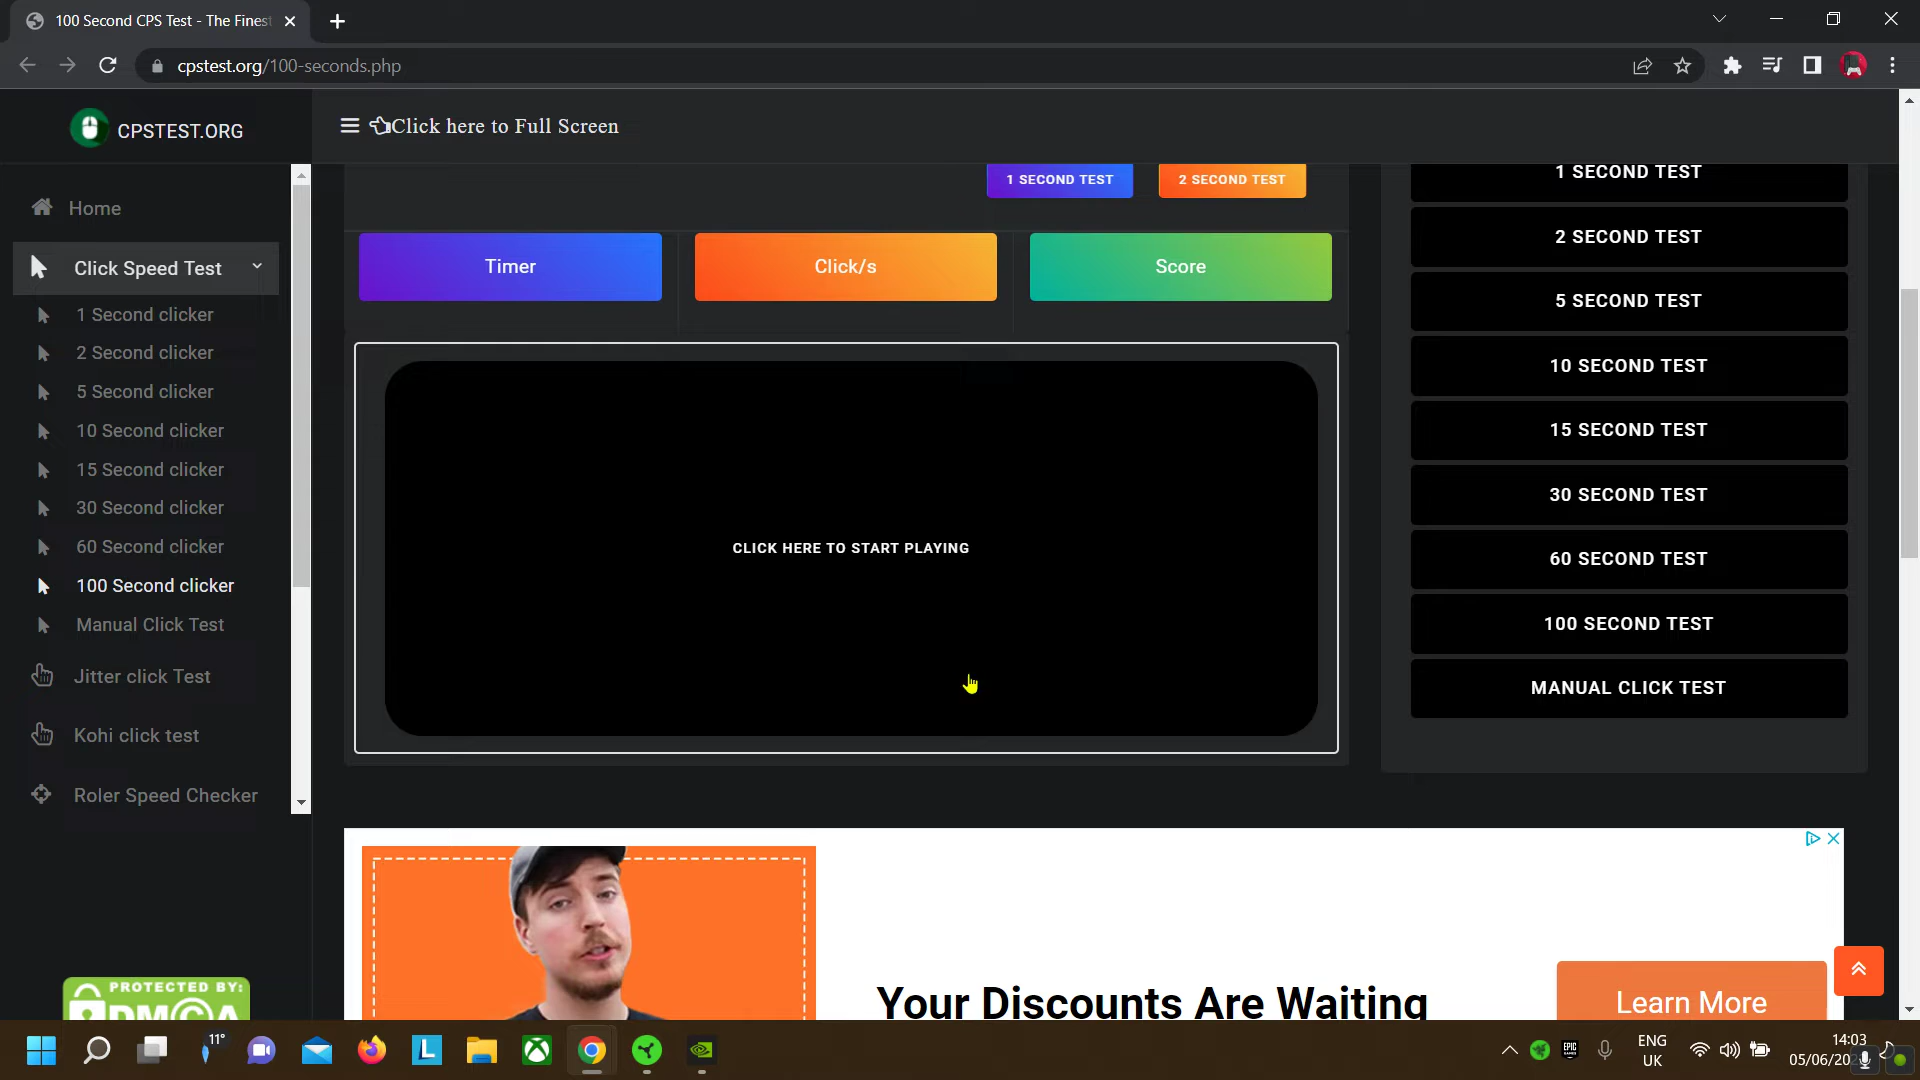 100 Second CPS Test - The Finest
cpstest.org/100-seconds.php
CPSTEST.ORG
Click here to Full Screen
Home
Click Speed Test
1 Second clicker
2 Second clicker
5 Second clicker
10 Second clicker
15 Second clicker
30 Second clicker
60 Second clicker
100 Second clicker
Manual Click Test
Jitter click Test
Kohi click test
Roler Speed Checker
PROTECTED BY:
DMCA
1 SECOND TEST
2 SECOND TEST
Timer
Click/s
Score
CLICK HERE TO START PLAYING
1 SECOND TEST
2 SECOND TEST
5 SECOND TEST
10 SECOND TEST
15 SECOND TEST
30 SECOND TEST
60 SECOND TEST
100 SECOND TEST
MANUAL CLICK TEST
Your Discounts Are Waiting
Learn More
11°
L
EPIC
ENG
UK
14:03
05/06/20